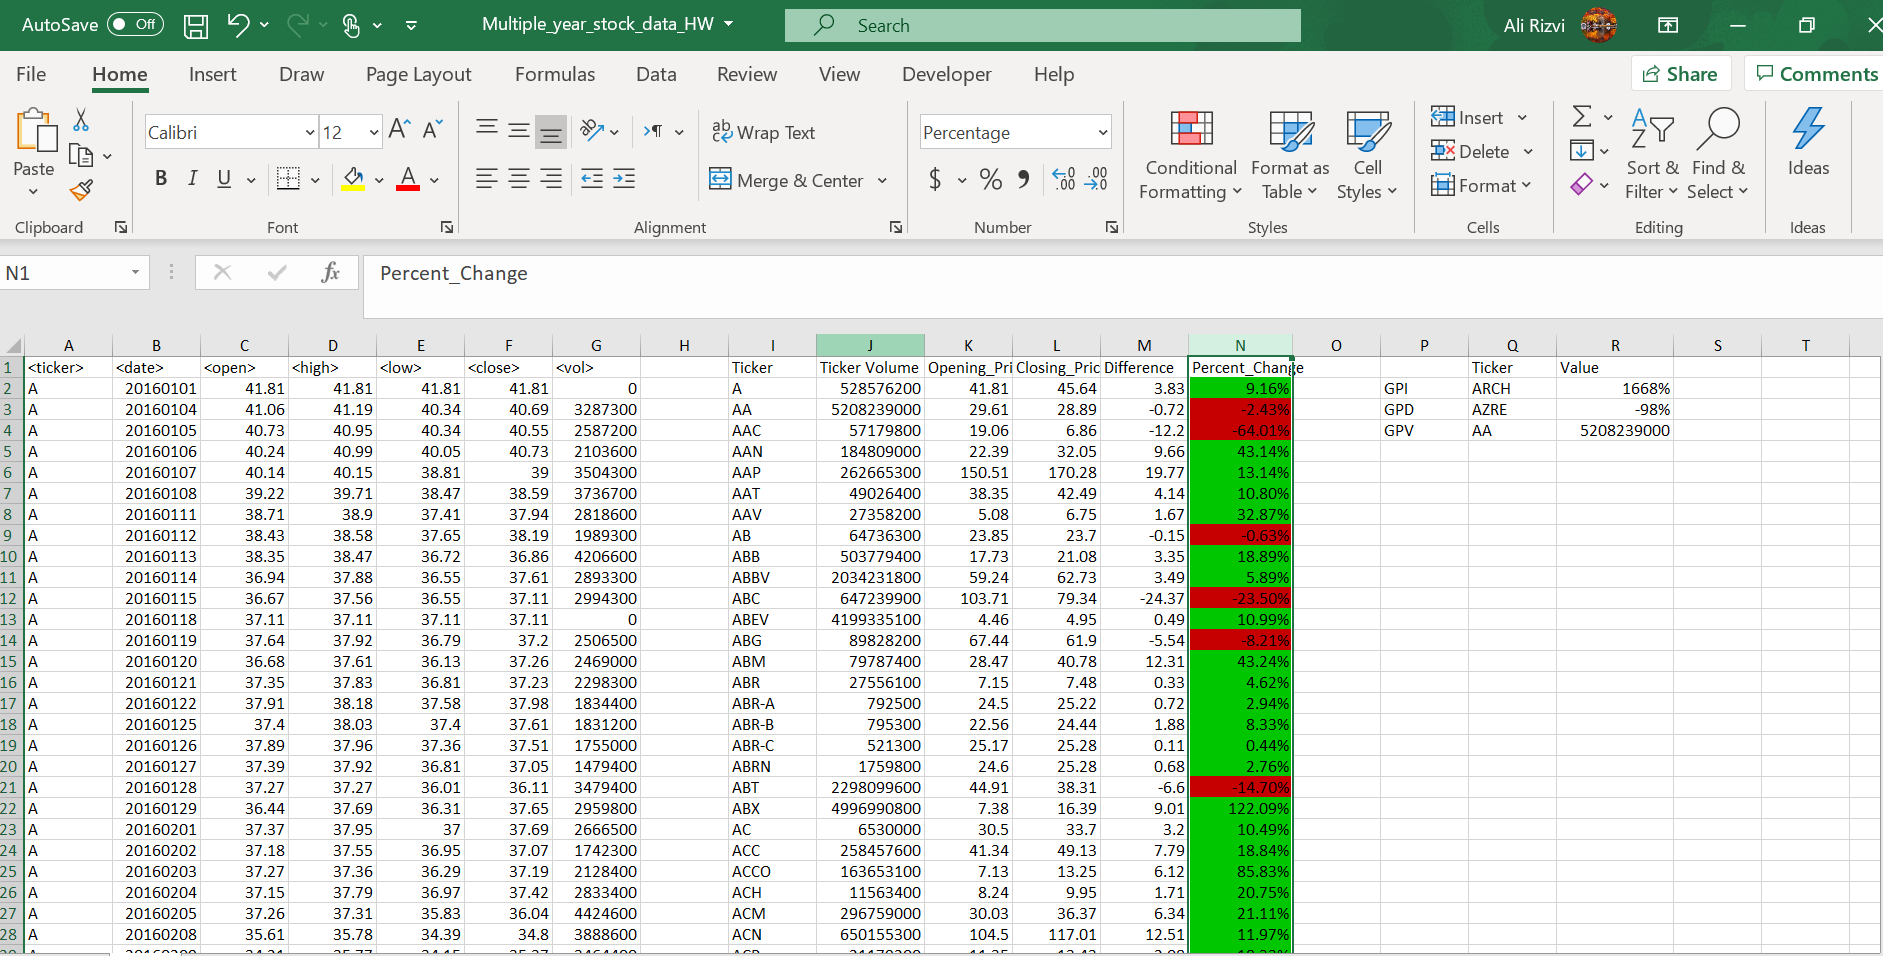 AutoSave Off Multiple_year_stock_data_HW Search Ali Rizvi
File Home Insert Draw Page Layout Formulas Data Review View Developer Help Share Comments
Calibri 12 ab Wrap Text Percentage Insert Σ A
Paste Conditional Format as Cell Delete Z Sort & Find & Ideas
B I U A Merge & Center $ % .00 .00 Formatting Table Styles Format Filter Select
Clipboard Font Alignment Number Styles Cells Editing Ideas
N1 fx Percent_Change
A B C D E F G H I J K L M N O P Q R S T
1 <ticker> <date> <open> <high> <low> <close> <vol> Ticker Ticker Volume Opening_Pri Closing_Pric Difference Percent_Change Ticker Value
2 A 20160101 41.81 41.81 41.81 41.81 0 A 528576200 41.81 45.64 3.83 9.16% GPI ARCH 1668%
3 A 20160104 41.06 41.19 40.34 40.69 3287300 AA 5208239000 29.61 28.89 -0.72 -2.43% GPD AZRE -98%
4 A 20160105 40.73 40.95 40.34 40.55 2587200 AAC 57179800 19.06 6.86 -12.2 -64.01% GPV AA 5208239000
5 A 20160106 40.24 40.99 40.05 40.73 2103600 AAN 184809000 22.39 32.05 9.66 43.14%
6 A 20160107 40.14 40.15 38.81 39 3504300 AAP 262665300 150.51 170.28 19.77 13.14%
7 A 20160108 39.22 39.71 38.47 38.59 3736700 AAT 49026400 38.35 42.49 4.14 10.80%
8 A 20160111 38.71 38.9 37.41 37.94 2818600 AAV 27358200 5.08 6.75 1.67 32.87%
9 A 20160112 38.43 38.58 37.65 38.19 1989300 AB 64736300 23.85 23.7 -0.15 -0.63%
10 A 20160113 38.35 38.47 36.72 36.86 4206600 ABB 503779400 17.73 21.08 3.35 18.89%
11 A 20160114 36.94 37.88 36.55 37.61 2893300 ABBV 2034231800 59.24 62.73 3.49 5.89%
12 A 20160115 36.67 37.56 36.55 37.11 2994300 ABC 647239900 103.71 79.34 -24.37 -23.50%
13 A 20160118 37.11 37.11 37.11 37.11 0 ABEV 4199335100 4.46 4.95 0.49 10.99%
14 A 20160119 37.64 37.92 36.79 37.2 2506500 ABG 89828200 67.44 61.9 -5.54 -8.21%
15 A 20160120 36.68 37.61 36.13 37.26 2469000 ABM 79787400 28.47 40.78 12.31 43.24%
16 A 20160121 37.35 37.83 36.81 37.23 2298300 ABR 27556100 7.15 7.48 0.33 4.62%
17 A 20160122 37.91 38.18 37.58 37.98 1834400 ABR-A 792500 24.5 25.22 0.72 2.94%
18 A 20160125 37.4 38.03 37.4 37.61 1831200 ABR-B 795300 22.56 24.44 1.88 8.33%
19 A 20160126 37.89 37.96 37.36 37.51 1755000 ABR-C 521300 25.17 25.28 0.11 0.44%
20 A 20160127 37.39 37.92 36.81 37.05 1479400 ABRN 1759800 24.6 25.28 0.68 2.76%
21 A 20160128 37.27 37.27 36.01 36.11 3479400 ABT 2298099600 44.91 38.31 -6.6 -14.70%
22 A 20160129 36.44 37.69 36.31 37.65 2959800 ABX 4996990800 7.38 16.39 9.01 122.09%
23 A 20160201 37.37 37.95 37 37.69 2666500 AC 6530000 30.5 33.7 3.2 10.49%
24 A 20160202 37.18 37.55 36.95 37.07 1742300 ACC 258457600 41.34 49.13 7.79 18.84%
25 A 20160203 37.27 37.36 36.29 37.19 2128400 ACCO 163653100 7.13 13.25 6.12 85.83%
26 A 20160204 37.15 37.79 36.97 37.42 2833400 ACH 11563400 8.24 9.95 1.71 20.75%
27 A 20160205 37.26 37.31 35.83 36.04 4424600 ACM 296759000 30.03 36.37 6.34 21.11%
28 A 20160208 35.61 35.78 34.39 34.8 3888600 ACN 650155300 104.5 117.01 12.51 11.97%